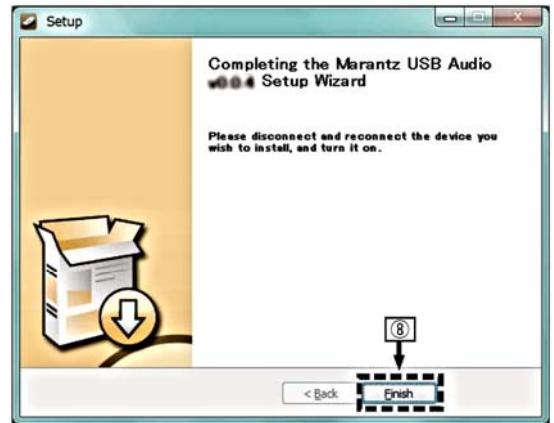 Setup
Completing the Marantz USB Audio
Setup Wizard
Please disconnect and reconnect the device you
wish to install, and turn it on.
⑧
< Back
Finish